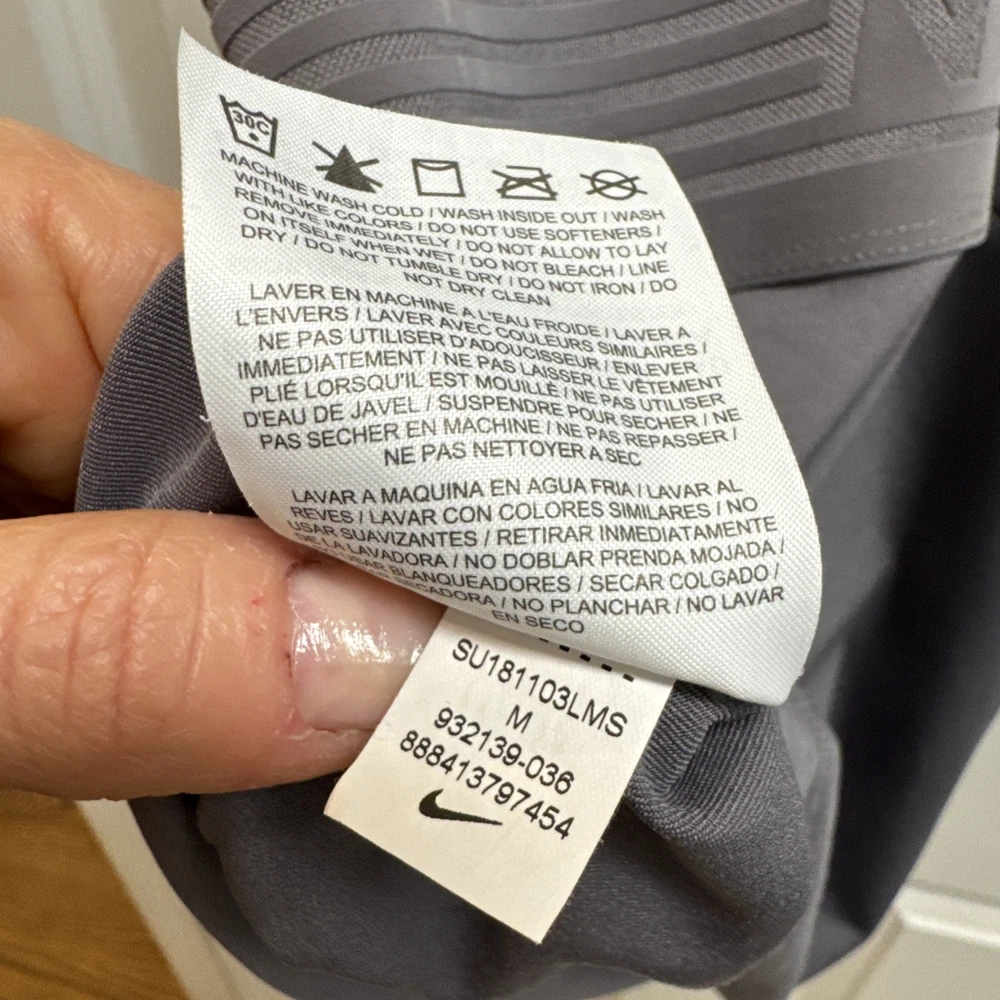 30C
MACHINE WASH COLD / WASH INSIDE OUT / WASH
WITH LIKE COLORS / DO NOT USE SOFTENERS /
REMOVE IMMEDIATELY / DO NOT ALLOW TO LAY
ON ITSELF WHEN WET / DO NOT BLEACH / LINE
DRY / DO NOT TUMBLE DRY / DO NOT IRON / DO
NOT DRY CLEAN
LAVER EN MACHINE A L'EAU FROIDE / LAVER A
L'ENVERS / LAVER AVEC COULEURS SIMILAIRES /
NE PAS UTILISER D'ADOUCISSEUR / ENLEVER
IMMEDIATEMENT / NE PAS LAISSER LE VÊTEMENT
PLIÉ LORSQU'IL EST MOUILLÉ / NE PAS UTILISER
D'EAU DE JAVEL / SUSPENDRE POUR SECHER / NE
PAS SECHER EN MACHINE / NE PAS REPASSER /
NE PAS NETTOYER A SEC
LAVAR A MAQUINA EN AGUA FRIA / LAVAR AL
REVES / LAVAR CON COLORES SIMILARES / NO
USAR SUAVIZANTES / RETIRAR INMEDIATAMENTE
DE LA LAVADORA / NO DOBLAR PRENDA MOJADA /
USAR BLANQUEADORES / SECAR COLGADO /
SECADORA / NO PLANCHAR / NO LAVAR
EN SECO
SU181103LMS
M
932139-036
888413797454